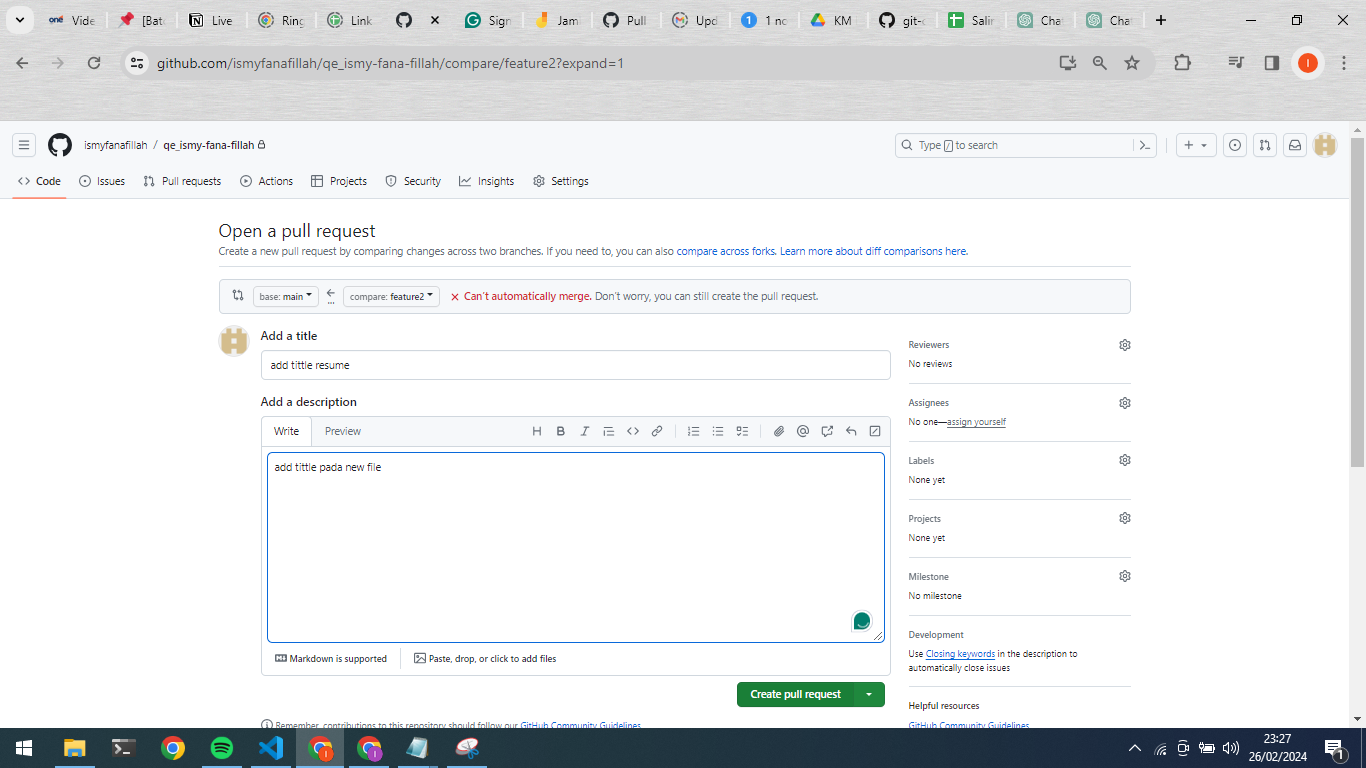 Vide
[Bat
Live
Ring
Link
Sign
Jam
Pull
Upd
1 no
KM
git-c
Salin
Cha
Cha
github.com/ismyfanafillah/qe_ismy-fana-fillah/compare/feature2?expand=1
ismyfanafillah / qe_ismy-fana-fillah
Type / to search
Code Issues Pull requests Actions Projects Security Insights Settings
Open a pull request
Create a new pull request by comparing changes across two branches. If you need to, you can also compare across forks. Learn more about diff comparisons here.
base: main compare: feature2 Can't automatically merge. Don't worry, you can still create the pull request.
Add a title
add tittle resume
Add a description
Write Preview
add tittle pada new file
Markdown is supported Paste, drop, or click to add files
Create pull request
Remember, contributions to this repository should follow our GitHub Community Guidelines
Reviewers
No reviews
Assignees
No one—assign yourself
Labels
None yet
Projects
None yet
Milestone
No milestone
Development
Use Closing keywords in the description to
automatically close issues
Helpful resources
GitHub Community Guidelines
23:27
26/02/2024
1